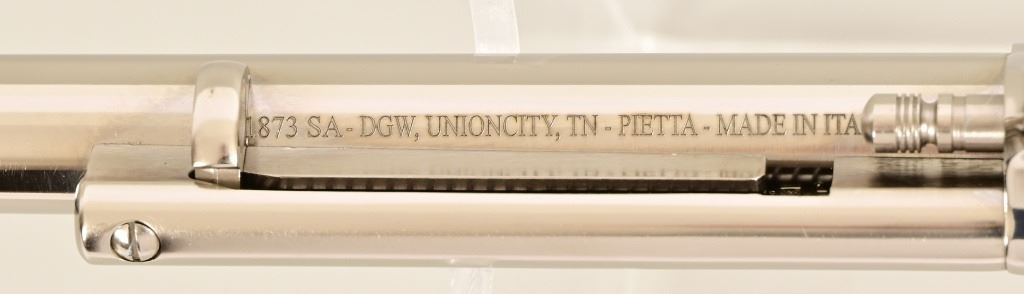 1873 SA - DGW, UNIONCITY, TN - PIETTA - MADE IN ITA